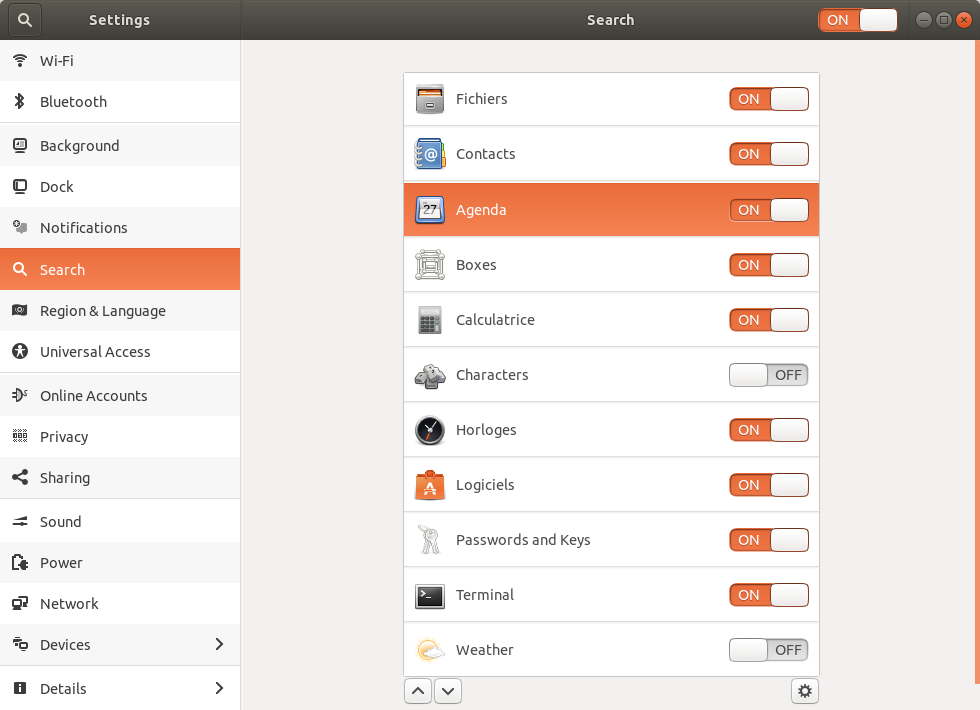 Settings
Search
ON
Wi-Fi
Bluetooth
Background
Dock
Notifications
Search
Region & Language
Universal Access
Online Accounts
Privacy
Sharing
Sound
Power
Network
Devices
Details
Fichiers ON
@ Contacts ON
27 Agenda ON
Boxes ON
Calculatrice ON
Characters OFF
Horloges ON
Logiciels ON
Passwords and Keys ON
>_ Terminal ON
Weather OFF